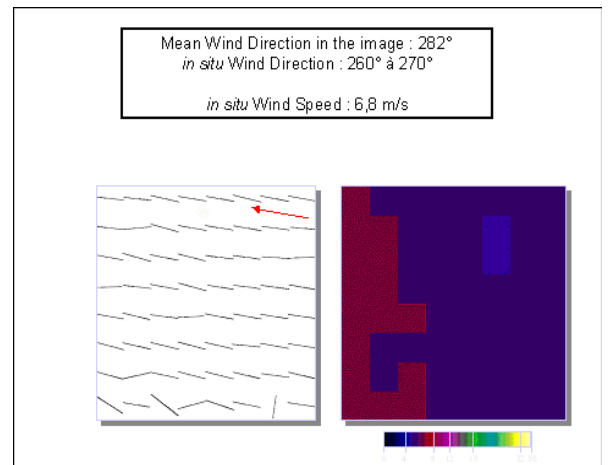 Mean Wind Direction in the image : 282°
in situ Wind Direction : 260° à 270°
in situ Wind Speed : 6,8 m/s